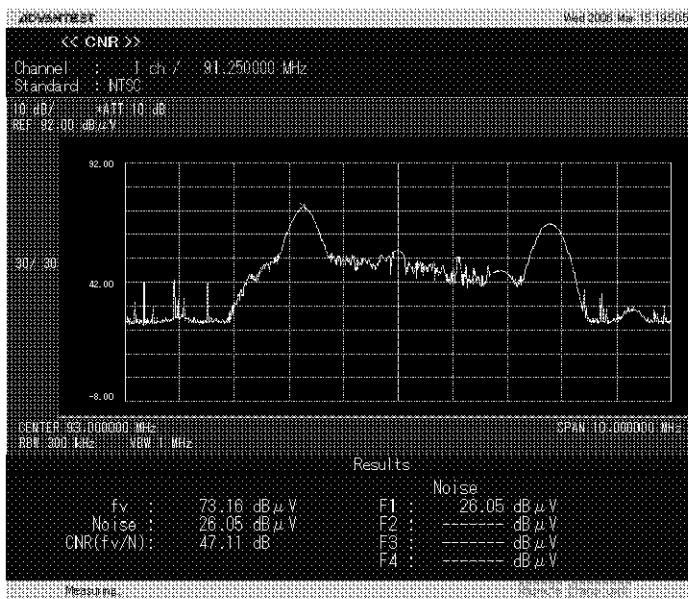 ADVANTEST
Wed 2006 Mar 15 19:50:5
<< CNR >>
Channel : 1 ch / 91.250000 MHz
Standard : NTSC
10 dB/ *ATT 10 dB
REF 92.00 dBμV
92.00
30/ 30
42.00
-8.00
CENTER 93.000000 MHz
SPAN 10.000000 MHz
RBW 300 kHz VBW 1 MHz
Results
Noise
fv : 73.16 dBμV F1 : 26.05 dBμV
Noise : 26.05 dBμV F2 : ------- dBμV
CNR(fv/N): 47.11 dB F3 : ------- dBμV
F4 : ------- dBμV
Measuring...